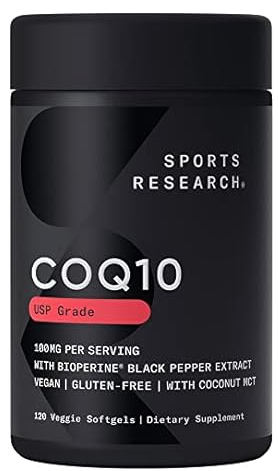 SPORTS
RESEARCH®
COQ10
USP Grade
100MG PER SERVING
WITH BIOPERINE® BLACK PEPPER EXTRACT
VEGAN | GLUTEN-FREE | WITH COCONUT MCT
120 Veggie Softgels | Dietary Supplement